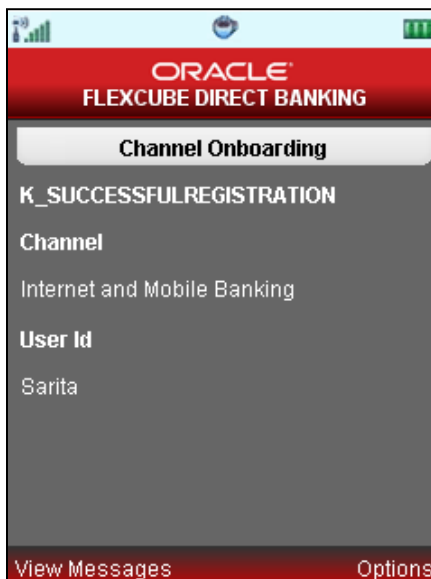 ORACLE
FLEXCUBE DIRECT BANKING
Channel Onboarding
K_SUCCESSFULREGISTRATION
Channel
Internet and Mobile Banking
User Id
Sarita
View Messages Options